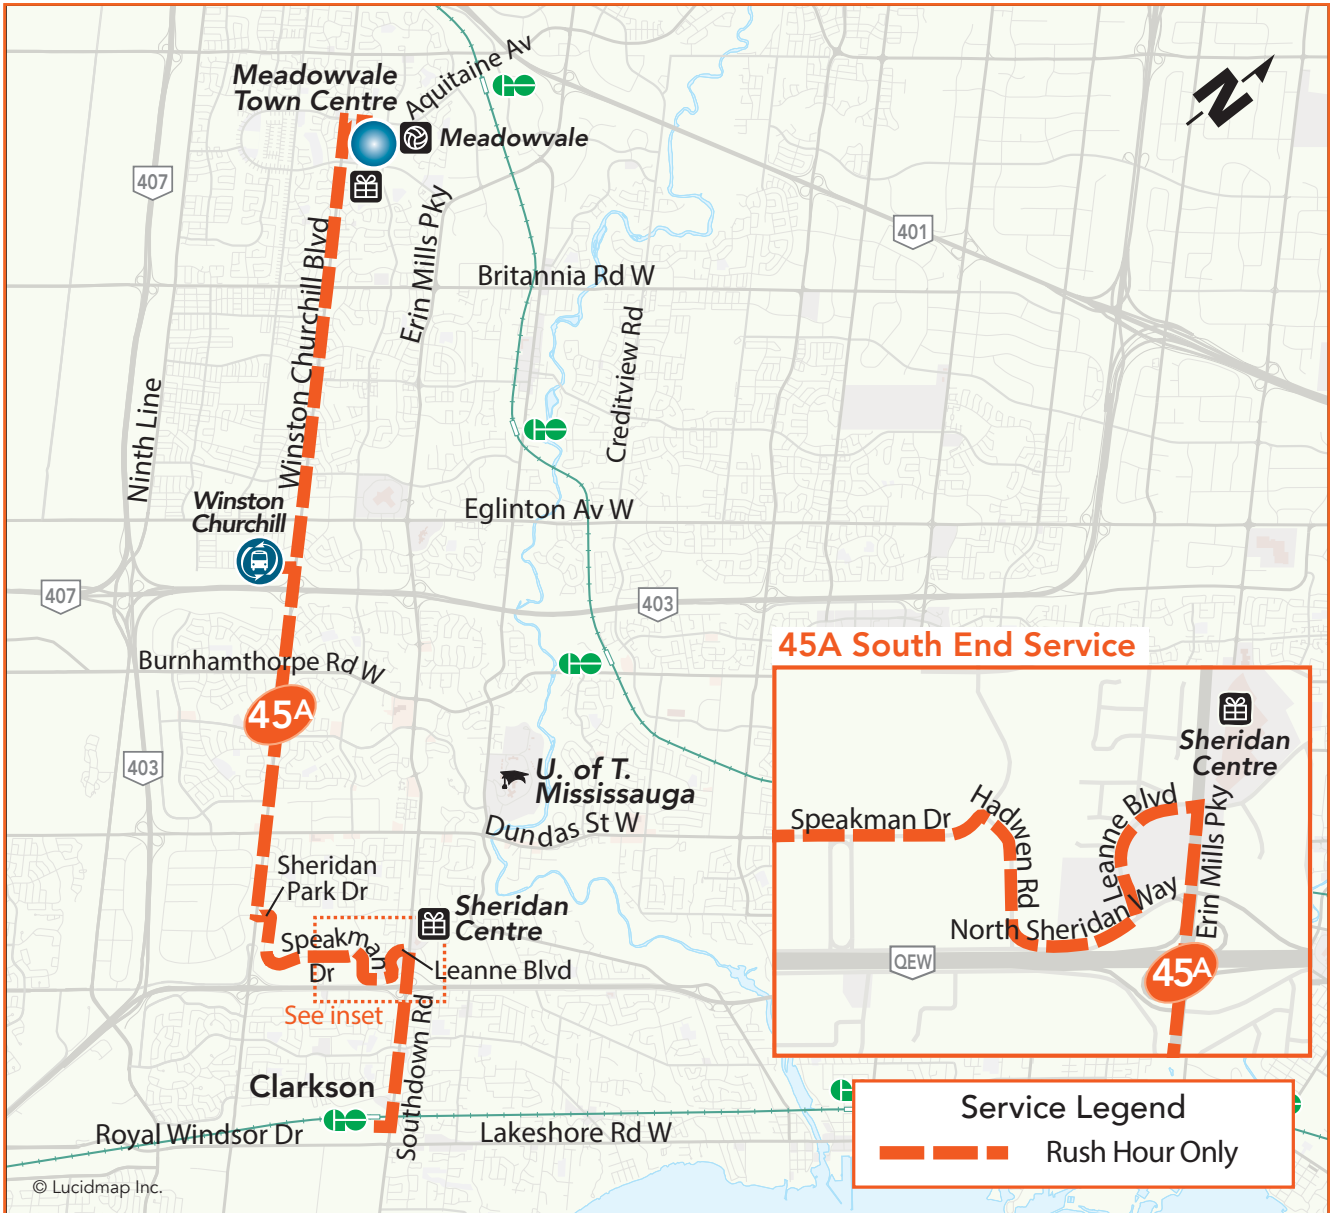 Meadowvale
Town Centre
Aquitaine Av
Meadowvale
N
407
401
Erin Mills Pky
Winston Churchill Blvd
Britannia Rd W
Creditview Rd
Ninth Line
Winston
Churchill
Eglinton Av W
407
403
Burnhamthorpe Rd W
45A
403
U. of T.
Mississauga
Dundas St W
Sheridan
Park Dr
Sheridan
Centre
Speakman
Dr
Leanne Blvd
See inset
Southdown Rd
Clarkson
GO
GO
GO
GO
Royal Windsor Dr
Lakeshore Rd W
© Lucidmap Inc.
45A South End Service
Sheridan
Centre
Speakman Dr
Hadwen Rd
Leanne Blvd
Erin Mills Pky
North Sheridan Way
QEW
45A
Service Legend
Rush Hour Only